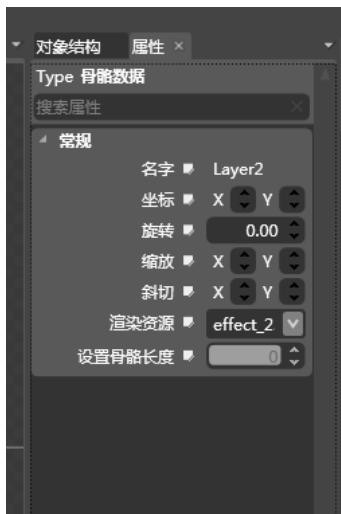 对象结构 属性 ×
Type 骨骼数据
搜索属性
常规
名字 Layer2
坐标 X Y
旋转 0.00
缩放 X Y
斜切 X Y
渲染资源 effect_2
设置骨骼长度 0